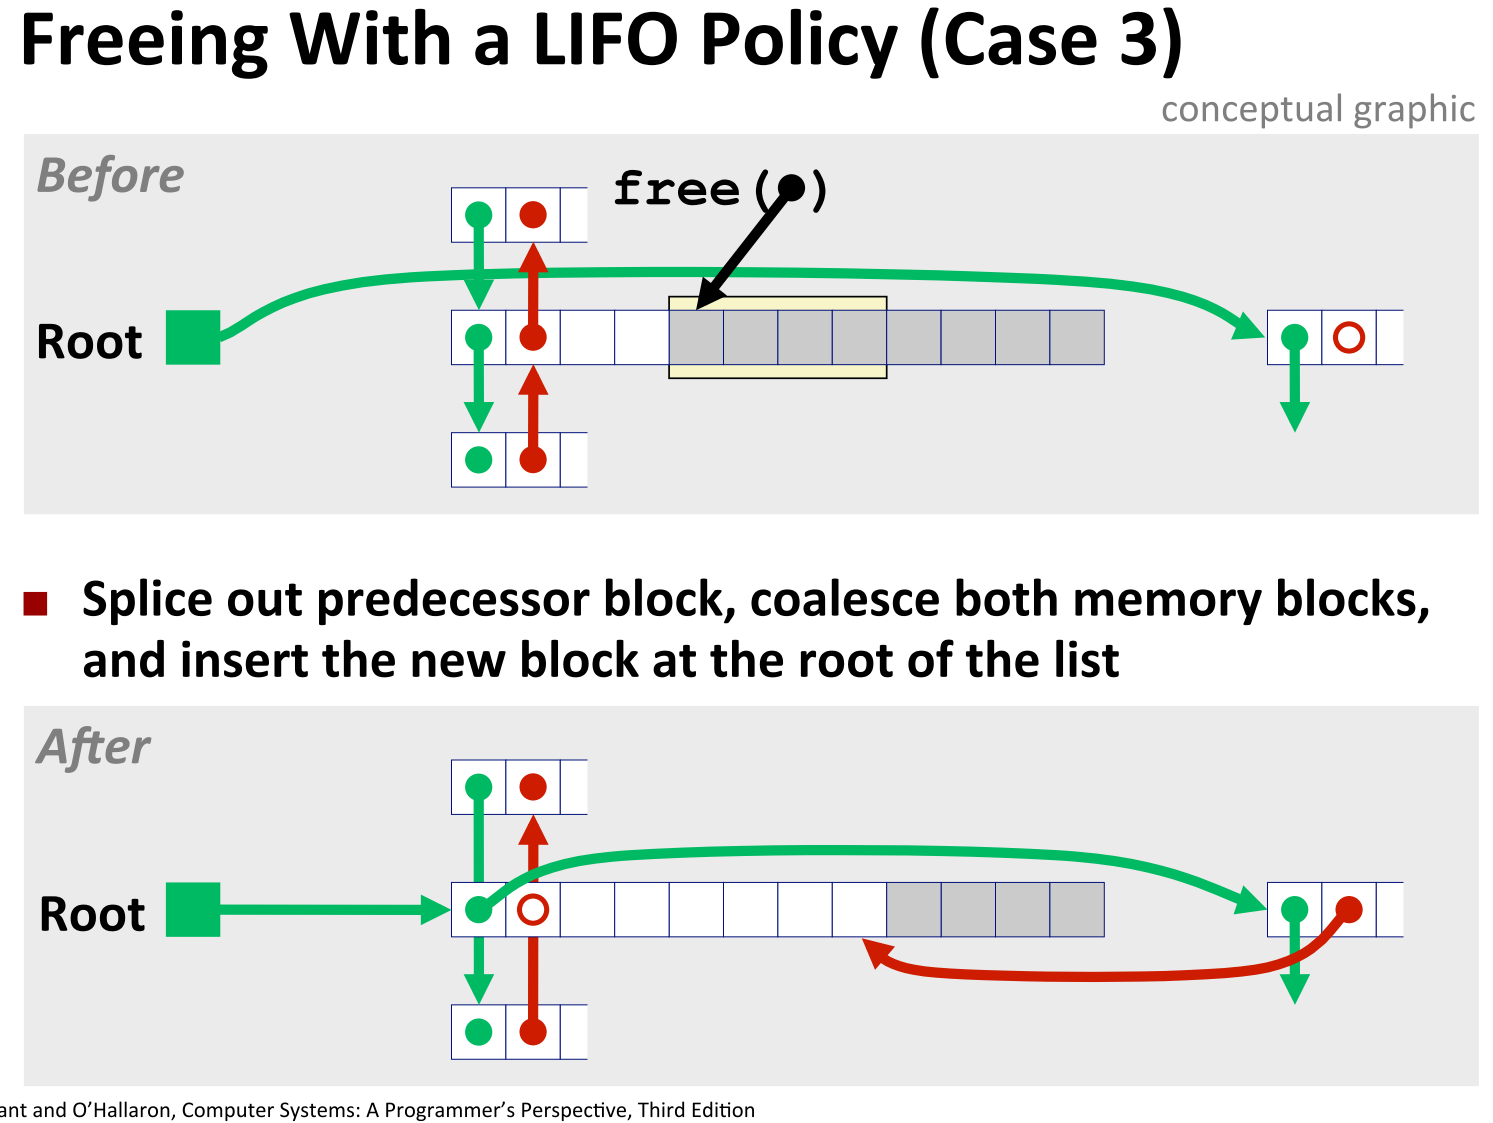 Freeing With a LIFO Policy (Case 3)
conceptual graphic
Before
free( )
Root
Splice out predecessor block, coalesce both memory blocks,
and insert the new block at the root of the list
After
Root
ant and O’Hallaron, Computer Systems: A Programmer’s Perspective, Third Edition